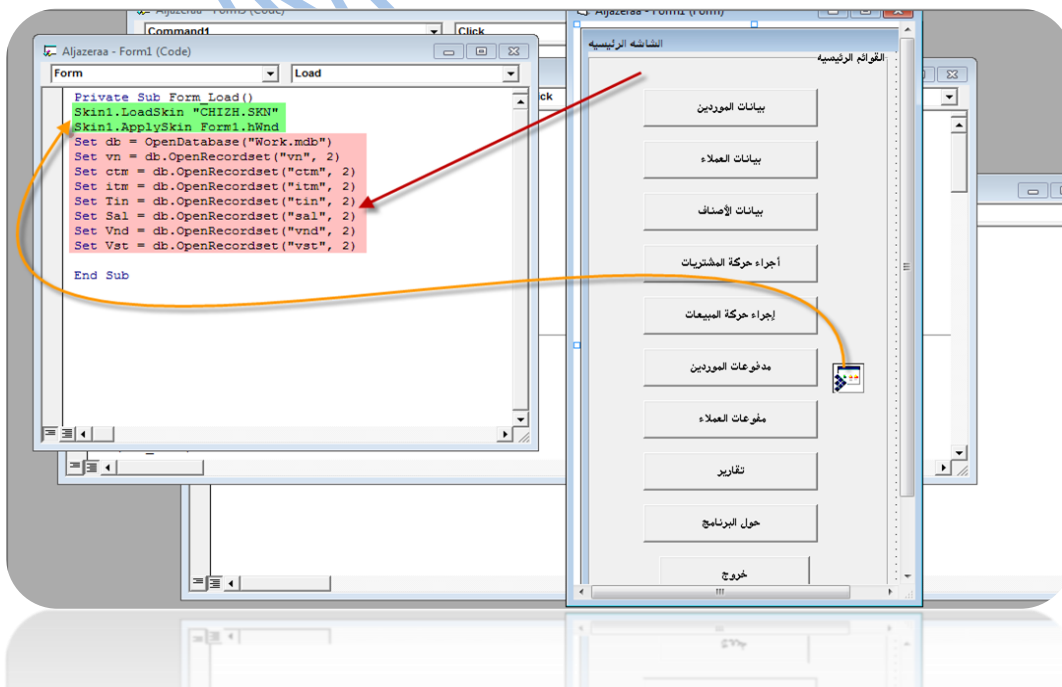 Aljazeraa - Form3 (Code)
Command1
Click
Aljazeraa - Form1 (Code)
Form
Load
ck
Private Sub Form_Load()
Skin1.LoadSkin "CHIZH.SKN"
Skin1.ApplySkin Form1.hWnd
Set db = OpenDatabase("Work.mdb")
Set vn = db.OpenRecordset("vn", 2)
Set ctm = db.OpenRecordset("ctm", 2)
Set itm = db.OpenRecordset("itm", 2)
Set Tin = db.OpenRecordset("tin", 2)
Set Sal = db.OpenRecordset("sal", 2)
Set Vnd = db.OpenRecordset("vnd", 2)
Set Vst = db.OpenRecordset("vst", 2)
End Sub
Aljazeraa - Form1 (Form)
الشاشه الرئيسيه
القوائم الرئيسيه
بيانات الموردين
بيانات العملاء
بيانات الأصناف
أجراء حركة المشتريات
إجراء حركة المبيعات
مدفوعات الموردين
مفوعات العملاء
تقارير
حول البرنامج
خروج